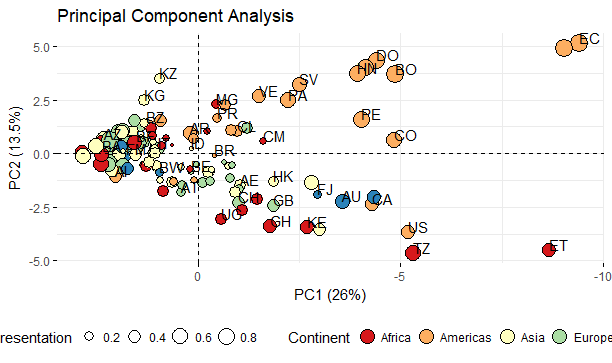 Principal Component Analysis
PC2 (13.5%)
5.0
2.5
0.0
-2.5
-5.0
EC
DO
HN
BO
KZ
SV
KG
VE
PA
MG
PR
BZ
PE
AR
CL
CO
CM
BR
BW
AE
HK
AT
FJ
CH
GB
AU
CA
UG
GH
KE
US
TZ
ET
0
-5
-10
PC1 (26%)
resentation 0.2 0.4 0.6 0.8 Continent Africa Americas Asia Europe